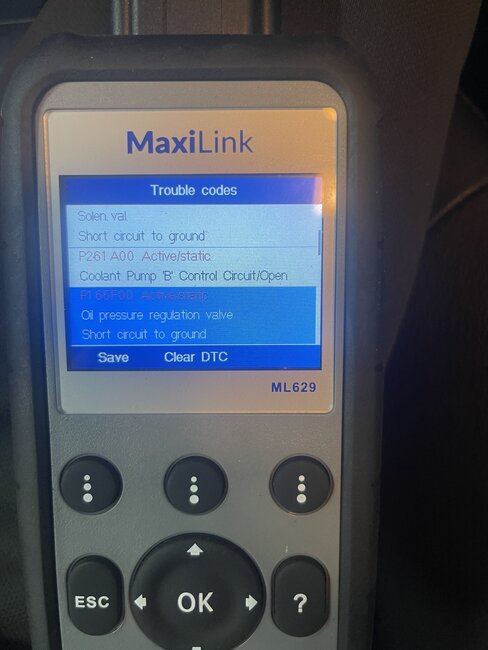 MaxiLink
Trouble codes
Solen.val
Short circuit to ground
P261A00 Active/static
Coolant Pump 'B' Control Circuit/Open
P165F00 Active/static
Oil pressure regulation valve
Short circuit to ground
Save Clear DTC
ML629
ESC OK ?